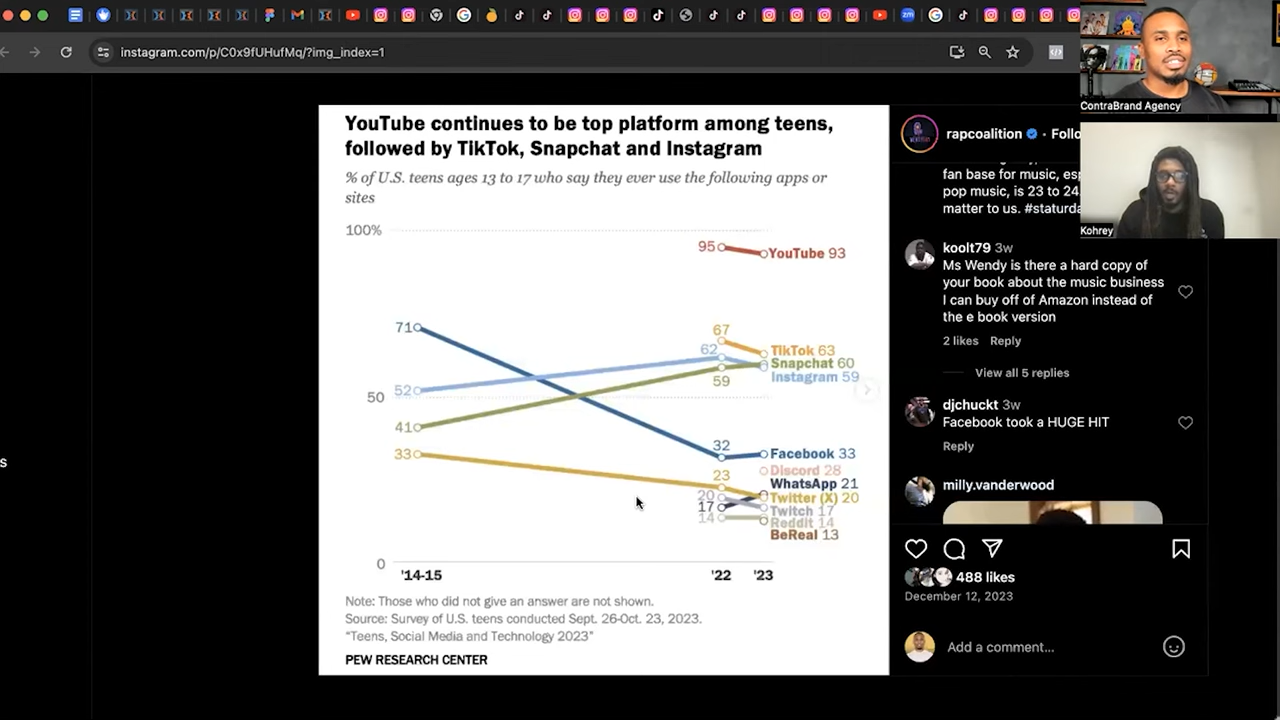 instagram.com/p/C0x9fUHufMq/?img_index=1
ContraBrand Agency
Kohrey
YouTube continues to be top platform among teens,
followed by TikTok, Snapchat and Instagram
% of U.S. teens ages 13 to 17 who say they ever use the following apps or
sites
100%
95
YouTube 93
71
67
62
TikTok 63
Snapchat 60
Instagram 59
59
52
50
41
33
32
Facebook 33
Discord 28
23
WhatsApp 21
20
Twitter (X) 20
17
Twitch 17
14
Reddit 14
BeReal 13
0
'14-15
'22
'23
Note: Those who did not give an answer are not shown.
Source: Survey of U.S. teens conducted Sept. 26-Oct. 23, 2023.
"Teens, Social Media and Technology 2023"
PEW RESEARCH CENTER
s
rapcoalition • Follo
fan base for music, esp
pop music, is 23 to 24.
matter to us. #staturda
koolt79 3w
Ms Wendy is there a hard copy of
your book about the music business
I can buy off of Amazon instead of
the e book version
2 likes Reply
View all 5 replies
djchuckt 3w
Facebook took a HUGE HIT
Reply
milly.vanderwood
488 likes
December 12, 2023
Add a comment...